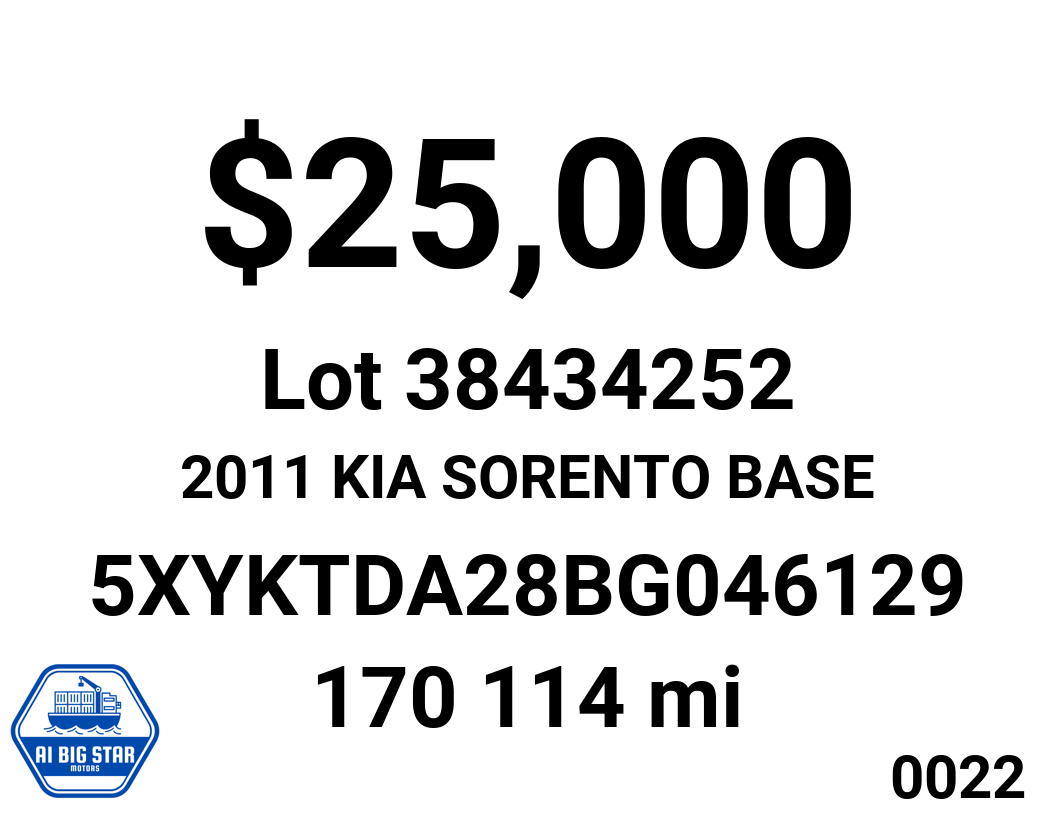 $25,000
Lot 38434252
2011 KIA SORENTO BASE
5XYKTDA28BG046129
170 114 mi
AI BIG STAR
MOTORS
0022